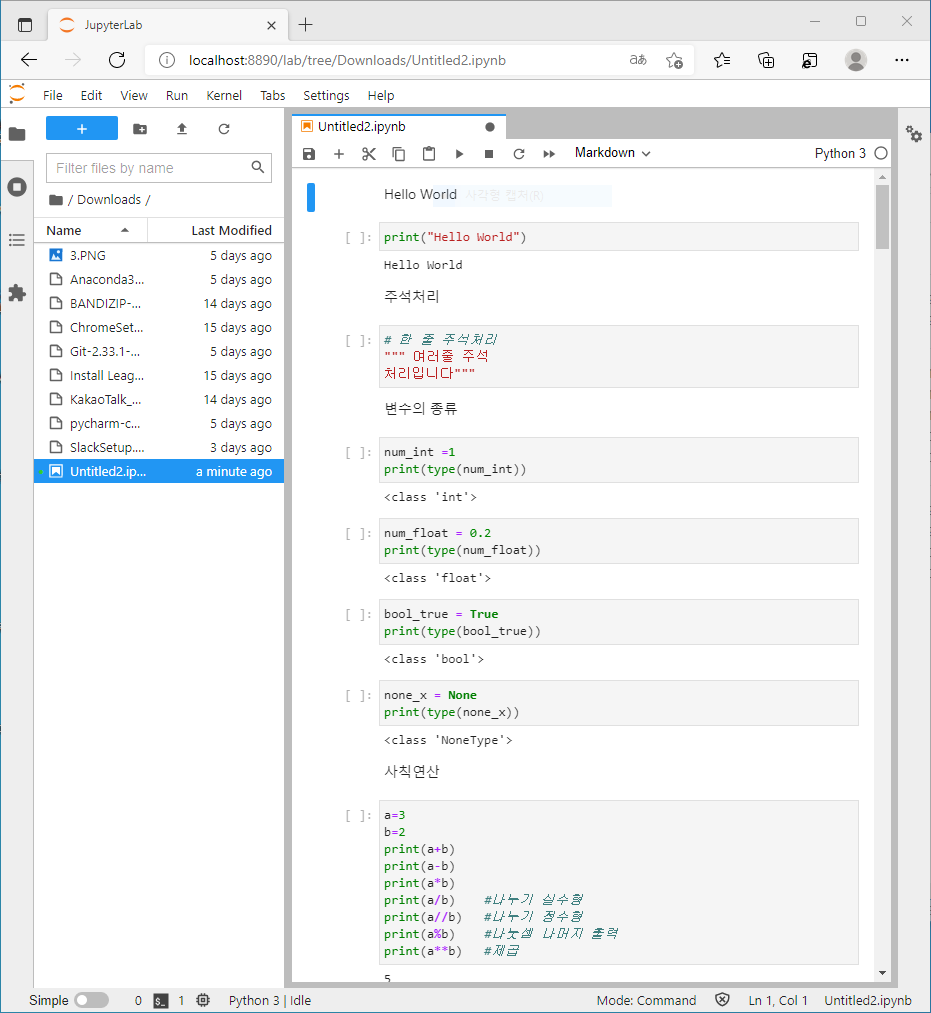 JupyterLab
localhost:8890/lab/tree/Downloads/Untitled2.ipynb
aあ
File Edit View Run Kernel Tabs Settings Help
Untitled2.ipynb
Markdown
Python 3
Filter files by name
/ Downloads /
Name Last Modified
3.PNG 5 days ago
Anaconda3... 5 days ago
BANDIZIP-... 14 days ago
ChromeSet... 15 days ago
Git-2.33.1-... 5 days ago
Install Leag... 15 days ago
KakaoTalk_... 14 days ago
pycharm-c... 5 days ago
SlackSetup.... 3 days ago
Untitled2.ip... a minute ago
Hello World
사각형 캡처(R)
[ ]: print("Hello World")
Hello World
주석처리
[ ]: # 한 줄 주석처리
""" 여러줄 주석
처리입니다"""
변수의 종류
[ ]: num_int =1
print(type(num_int))
<class 'int'>
[ ]: num_float = 0.2
print(type(num_float))
<class 'float'>
[ ]: bool_true = True
print(type(bool_true))
<class 'bool'>
[ ]: none_x = None
print(type(none_x))
<class 'NoneType'>
사칙연산
[ ]: a=3
b=2
print(a+b)
print(a-b)
print(a*b)
print(a/b) #나누기 실수형
print(a//b) #나누기 정수형
print(a%b) #나눗셈 나머지 출력
print(a**b) #제곱
5
Simple 0 1 Python 3 | Idle Mode: Command Ln 1, Col 1 Untitled2.ipynb